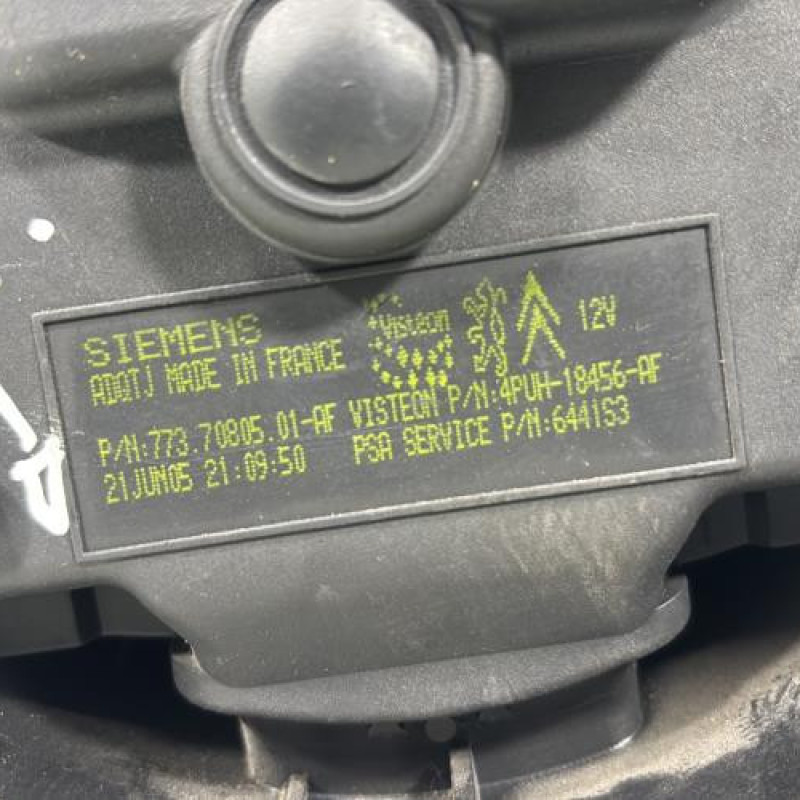 SIEMENS
Visteon
12V
ADQTJ MADE IN FRANCE
P/N:773.70805.01-AF VISTEON P/N:4PUH-18456-AF
21JUN05 21:09:50 PSA SERVICE P/N:6441S3